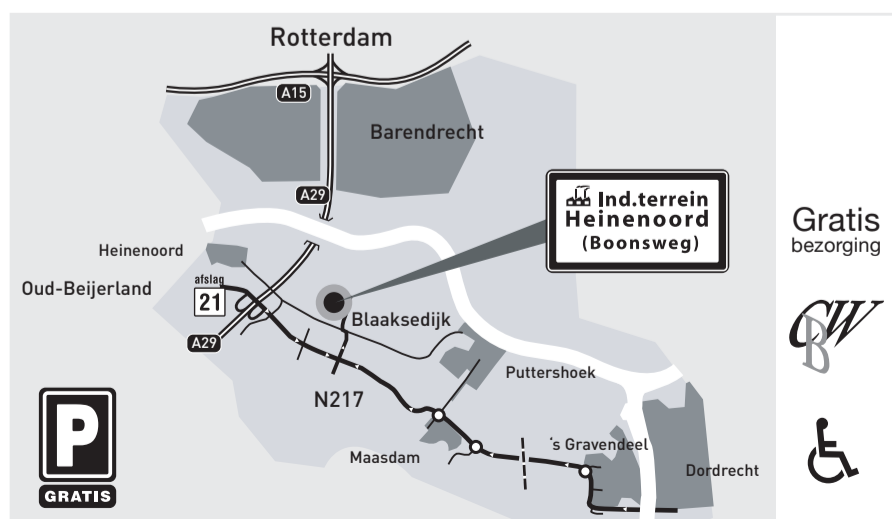 Rotterdam
A15
Barendrecht
A29
Ind.terrein
Heinenoord
(Boonsweg)
Gratis
bezorging
Heinenoord
Oud-Beijerland
afslag
21
Blaaksedijk
A29
CBW
Puttershoek
N217
P
GRATIS
Maasdam
's Gravendeel
Dordrecht